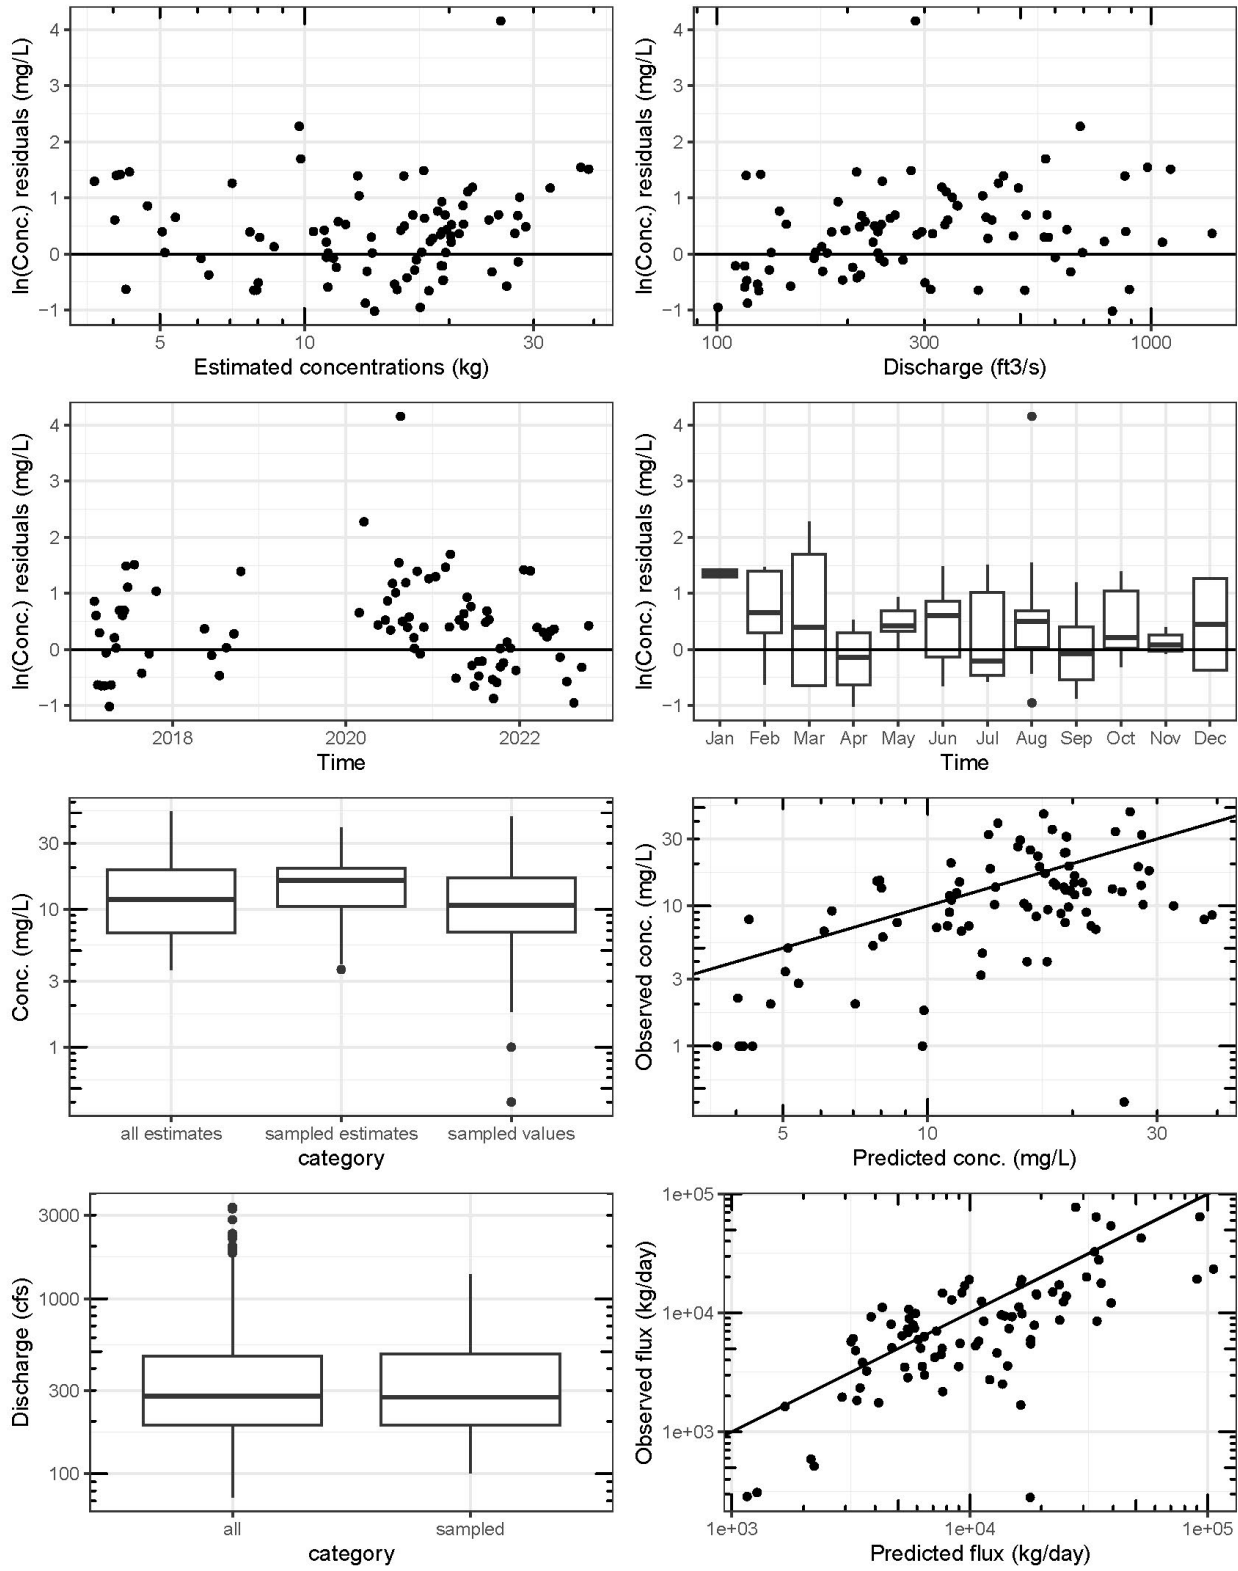 ln(Conc.) residuals (mg/L)
4
3
2
1
0
−1
5
10
30
Estimated concentrations (kg)
ln(Conc.) residuals (mg/L)
4
3
2
1
0
−1
100
300
1000
Discharge (ft3/s)
ln(Conc.) residuals (mg/L)
4
3
2
1
0
−1
2018
2020
2022
Time
ln(Conc.) residuals (mg/L)
4
3
2
1
0
−1
Jan
Feb
Mar
Apr
May
Jun
Jul
Aug
Sep
Oct
Nov
Dec
Time
Conc. (mg/L)
30
10
3
1
all estimates
sampled estimates
sampled values
category
Observed conc. (mg/L)
30
10
3
1
5
10
30
Predicted conc. (mg/L)
Discharge (cfs)
3000
1000
300
100
all
sampled
category
Observed flux (kg/day)
1e+05
1e+04
1e+03
1e+03
1e+04
1e+05
Predicted flux (kg/day)